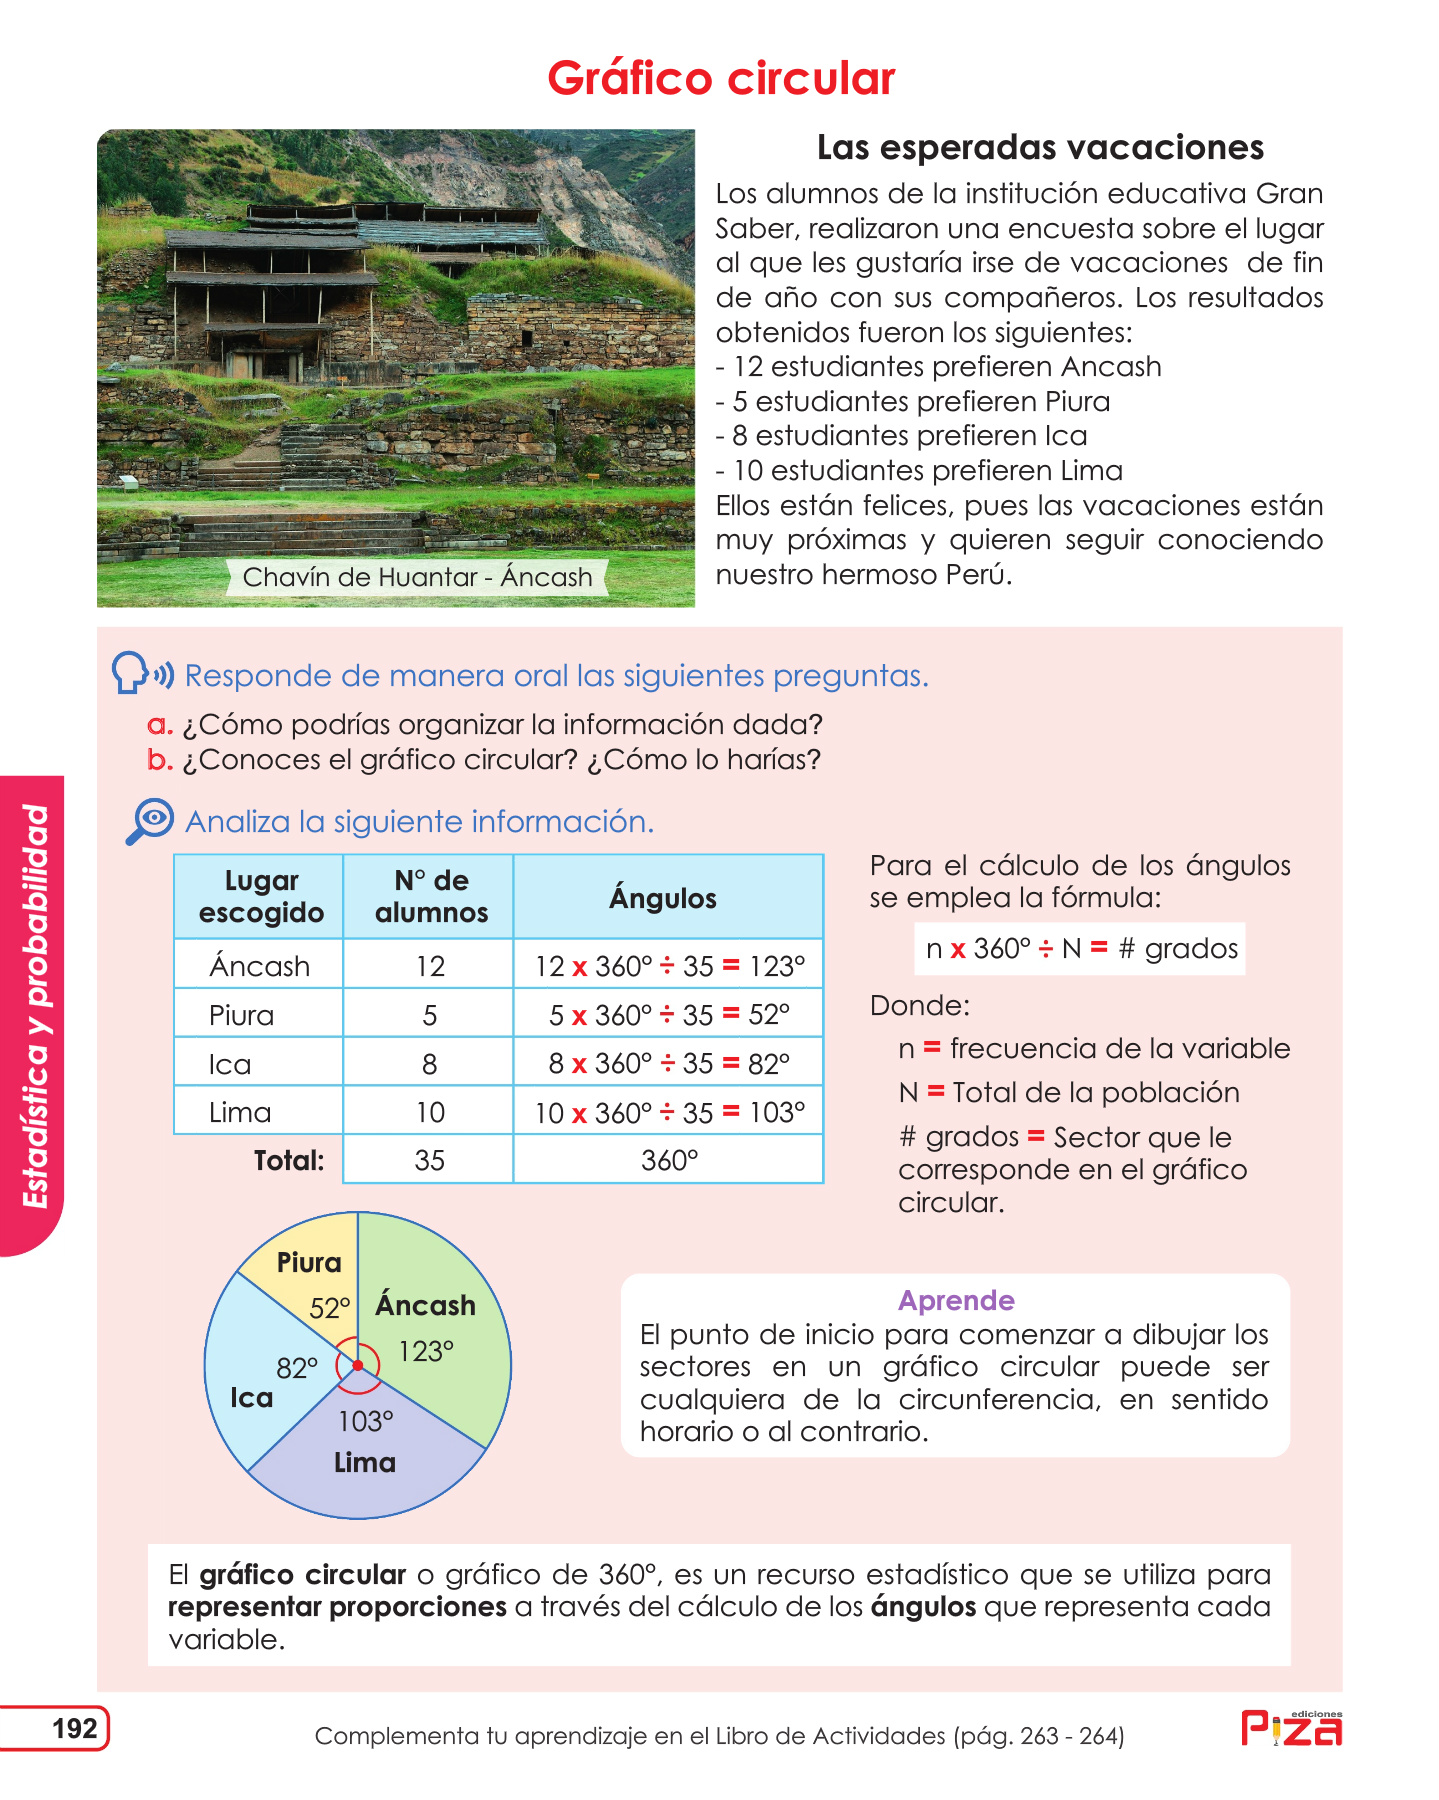 Gráfico circular
Las esperadas vacaciones
Los alumnos de la institución educativa Gran
Saber, realizaron una encuesta sobre el lugar
al que les gustaría irse de vacaciones de fin
de año con sus compañeros. Los resultados
obtenidos fueron los siguientes:
- 12 estudiantes prefieren Ancash
- 5 estudiantes prefieren Piura
- 8 estudiantes prefieren Ica
- 10 estudiantes prefieren Lima
Ellos están felices, pues las vacaciones están
muy próximas y quieren seguir conociendo
nuestro hermoso Perú.
Chavín de Huantar - Áncash
Responde de manera oral las siguientes preguntas.
a. ¿Cómo podrías organizar la información dada?
b. ¿Conoces el gráfico circular? ¿Cómo lo harías?
Analiza la siguiente información.
Lugar escogido N° de alumnos Ángulos
Áncash 12 12 x 360° ÷ 35 = 123°
Piura 5 5 x 360° ÷ 35 = 52°
Ica 8 8 x 360° ÷ 35 = 82°
Lima 10 10 x 360° ÷ 35 = 103°
Total: 35 360°
Para el cálculo de los ángulos
se emplea la fórmula:
n x 360° ÷ N = # grados
Donde:
n = frecuencia de la variable
N = Total de la población
# grados = Sector que le
corresponde en el gráfico
circular.
Piura
52°
Áncash
123°
82°
Ica
103°
Lima
Aprende
El punto de inicio para comenzar a dibujar los
sectores en un gráfico circular puede ser
cualquiera de la circunferencia, en sentido
horario o al contrario.
El gráfico circular o gráfico de 360°, es un recurso estadístico que se utiliza para
representar proporciones a través del cálculo de los ángulos que representa cada
variable.
Estadística y probabilidad
192
Complementa tu aprendizaje en el Libro de Actividades (pág. 263 - 264)
ediciones
Piza